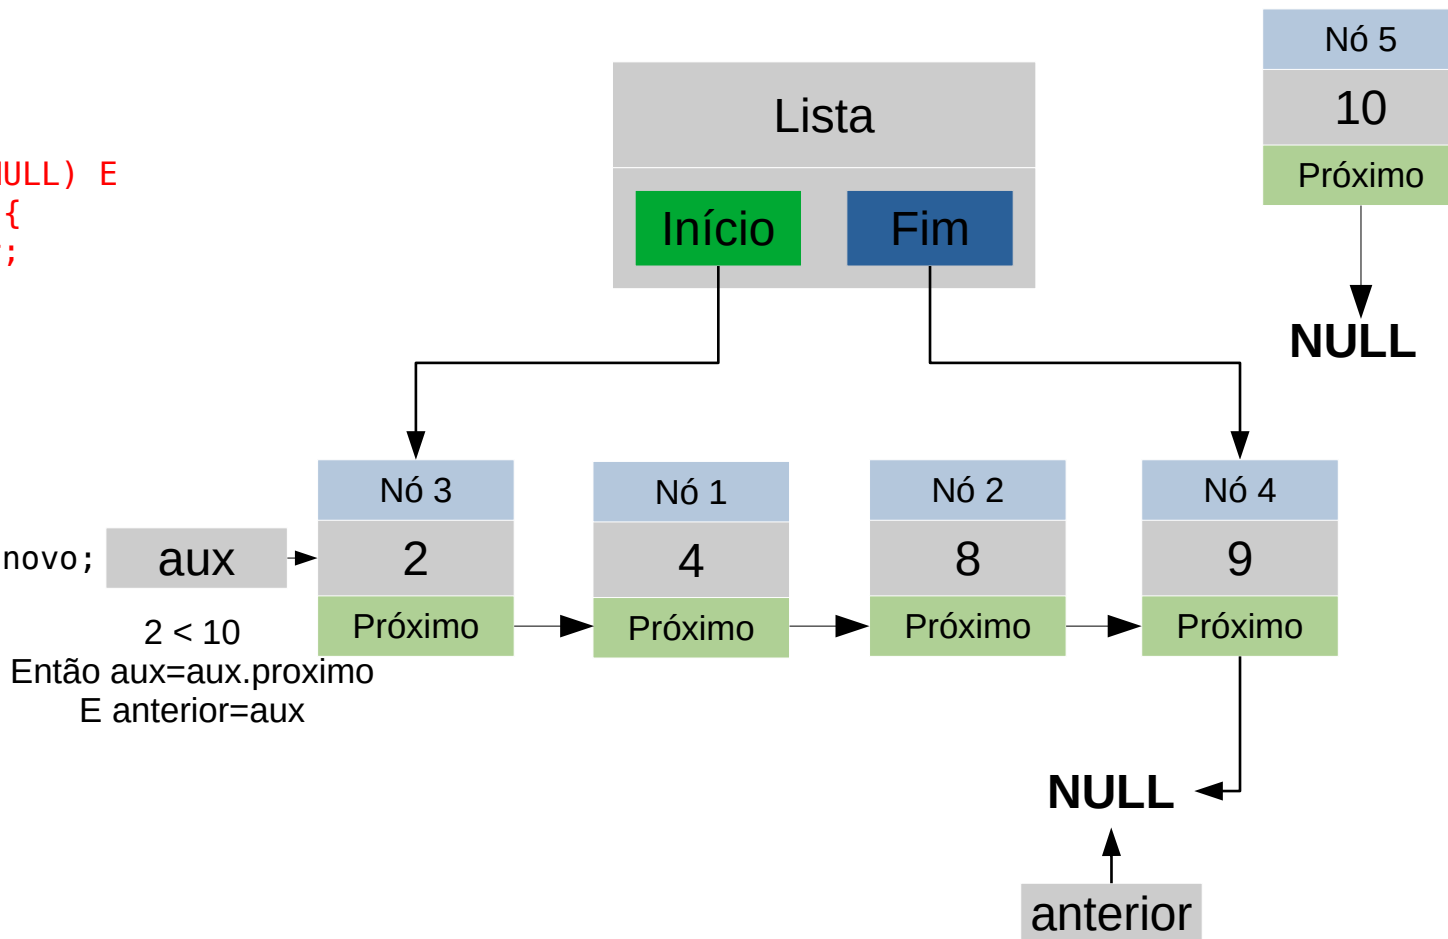 Nó 5
10
Próximo
NULL
Lista
Início
Fim
NULL) E
{
;
Nó 3
2
Próximo
Nó 1
4
Próximo
Nó 2
8
Próximo
Nó 4
9
Próximo
novo;
aux
2 < 10
Então aux=aux.proximo
E anterior=aux
NULL
anterior